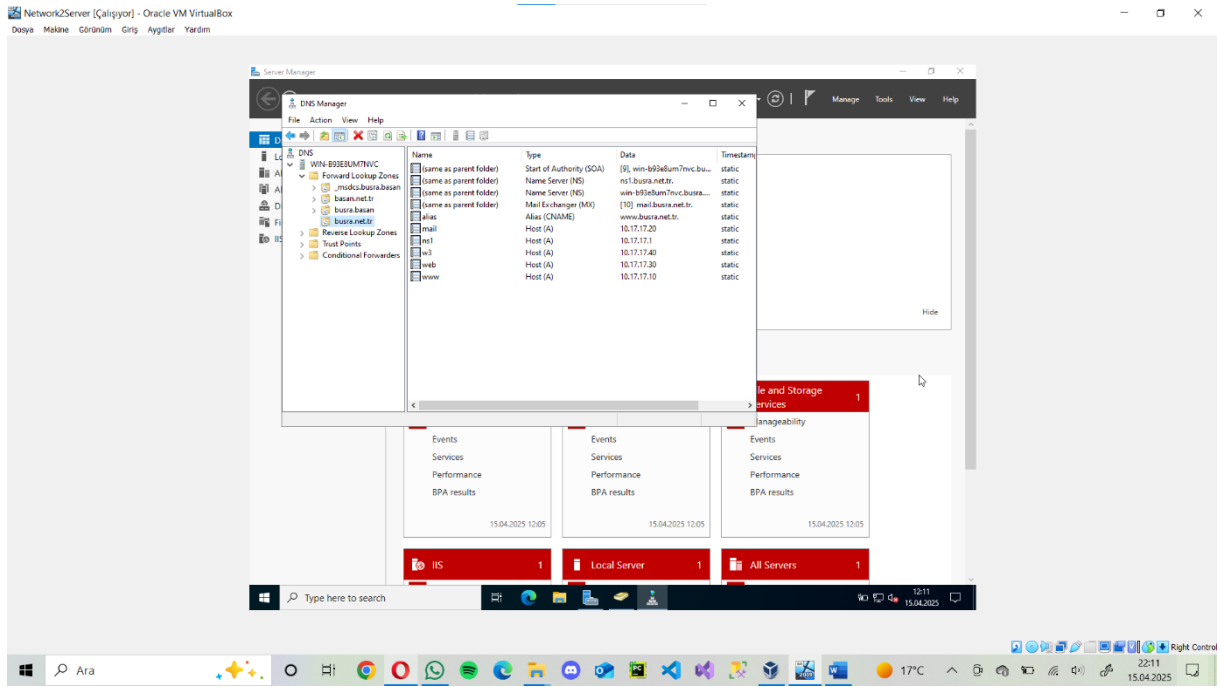 Network2Server [Çalışıyor] - Oracle VM VirtualBox
Dosya Makine Görünüm Giriş Aygıtlar Yardım
Server Manager
Manage Tools View Help
DNS Manager
File Action View Help
DNS
WIN-B93E8UM7NVC
Forward Lookup Zones
_msdcs.busra.basan
basan.net.tr
busra.basan
busra.net.tr
Reverse Lookup Zones
Trust Points
Conditional Forwarders
Name Type Data Timestam
(same as parent folder) Start of Authority (SOA) [9], win-b93e8um7nvc.bu... static
(same as parent folder) Name Server (NS) ns1.busra.net.tr. static
(same as parent folder) Name Server (NS) win-b93e8um7nvc.busra.... static
(same as parent folder) Mail Exchanger (MX) [10] mail.busra.net.tr. static
alias Alias (CNAME) www.busra.net.tr. static
mail Host (A) 10.17.17.20 static
ns1 Host (A) 10.17.17.1 static
w3 Host (A) 10.17.17.40 static
web Host (A) 10.17.17.30 static
www Host (A) 10.17.17.10 static
Hide
ile and Storage
ervices 1
anageability
Events Events Events
Services Services Services
Performance Performance Performance
BPA results BPA results BPA results
15.04.2025 12:05 15.04.2025 12:05 15.04.2025 12:05
IIS 1 Local Server 1 All Servers 1
Type here to search
12:11
15.04.2025
Right Control
Ara
17°C
22:11
15.04.2025